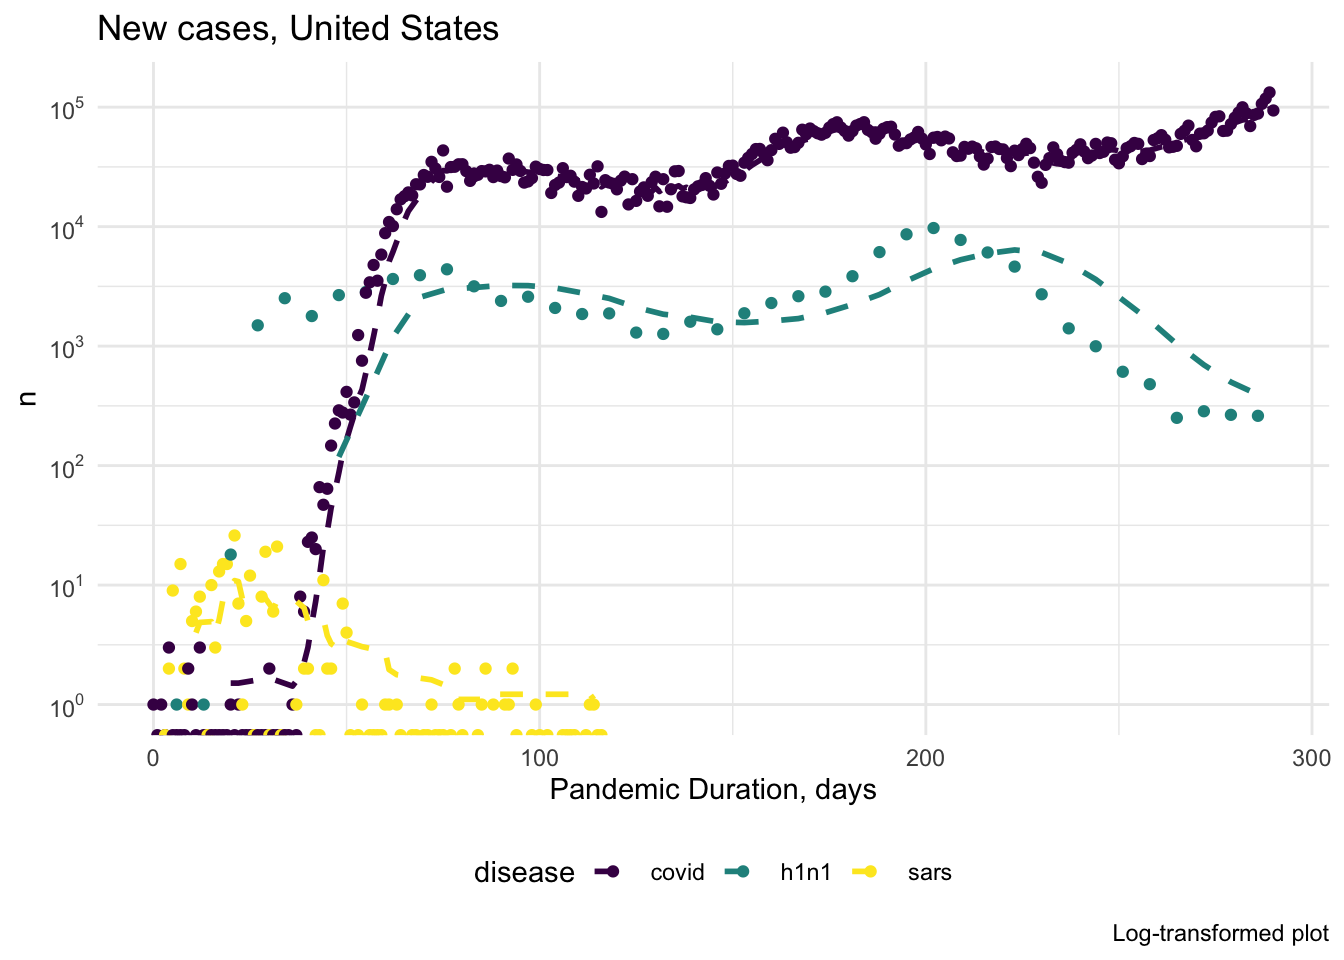 New cases, United States
10⁵
10⁴
10³
10²
10¹
10⁰
n
0 100 200 300
Pandemic Duration, days
disease covid h1n1 sars
Log-transformed plot